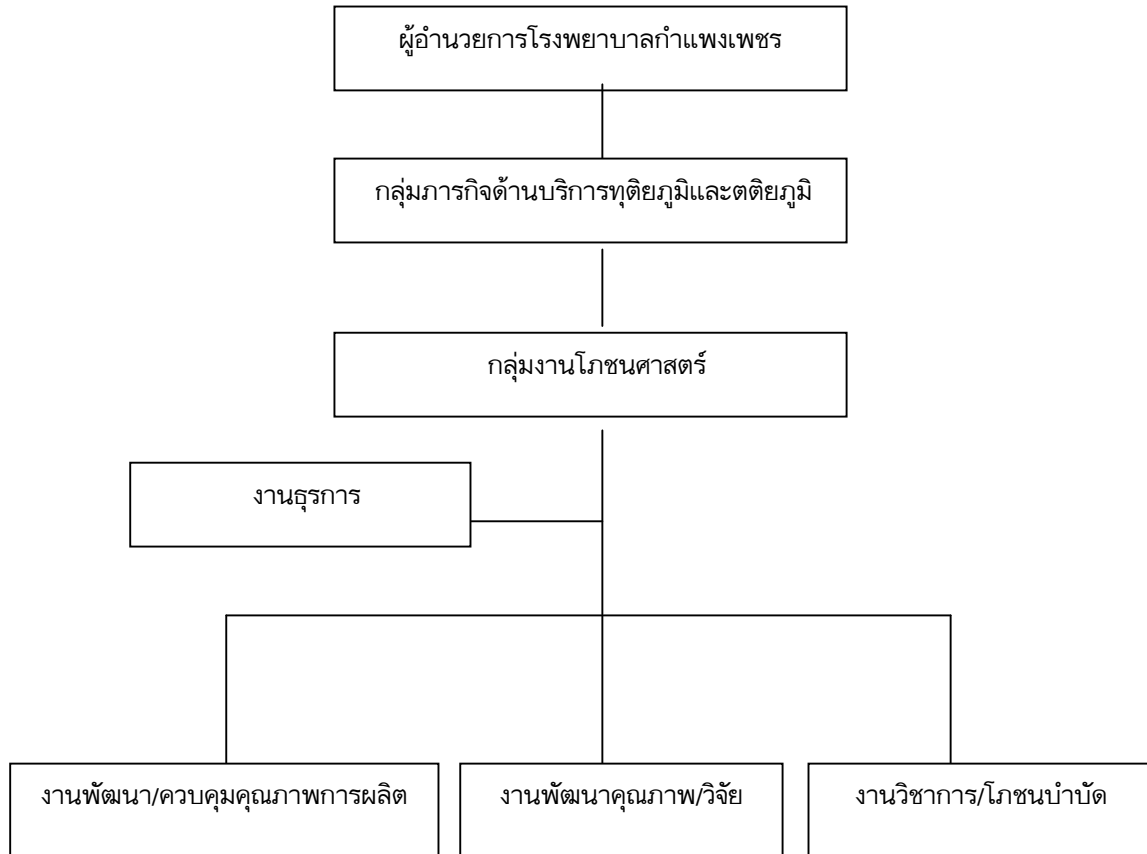 ผู้อำนวยการโรงพยาบาลกำแพงเพชร
กลุ่มภารกิจด้านบริการทุติยภูมิและตติยภูมิ
กลุ่มงานโภชนศาสตร์
งานธุรการ
งานพัฒนา/ควบคุมคุณภาพการผลิต
งานพัฒนาคุณภาพ/วิจัย
งานวิชาการ/โภชนบำบัด